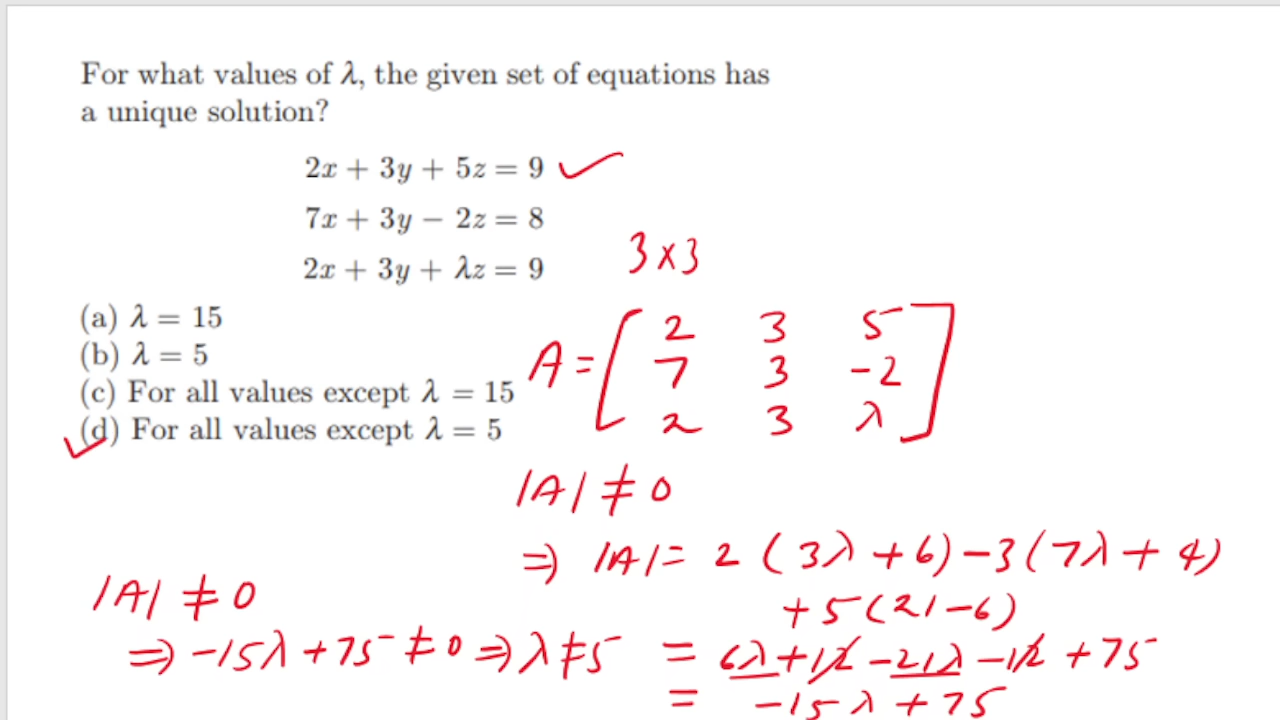 For what values of λ, the given set of equations has
a unique solution?
2x + 3y + 5z = 9 ✓
7x + 3y − 2z = 8
2x + 3y + λz = 9
3×3
(a) λ = 15
(b) λ = 5
(c) For all values except λ = 15
✓(d) For all values except λ = 5
A = [ 2 3 5
7 3 -2
2 3 λ ]
|A| ≠ 0
⇒ |A| = 2 (3λ + 6) − 3 (7λ + 4)
+ 5 (21 − 6)
= 6λ + 12 − 21λ − 12 + 75
= −15λ + 75
|A| ≠ 0
⇒ −15λ + 75 ≠ 0 ⇒ λ ≠ 5